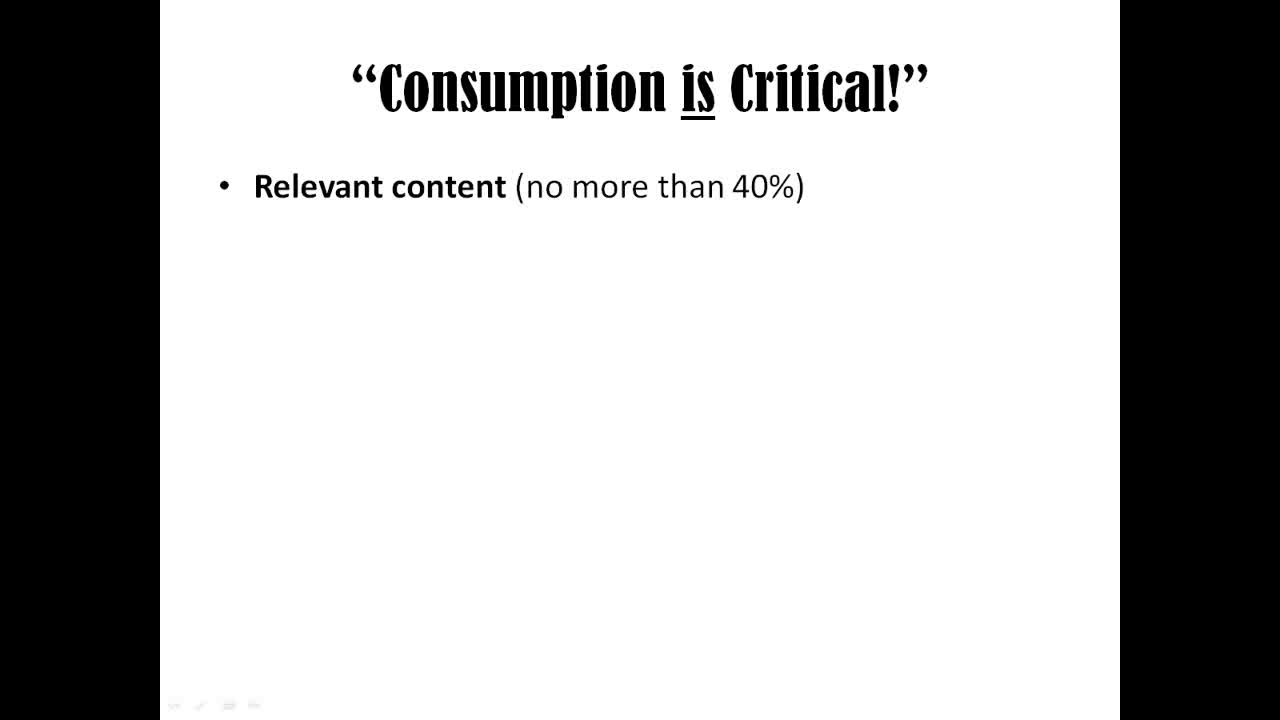 “Consumption is Critical!”
• Relevant content (no more than 40%)